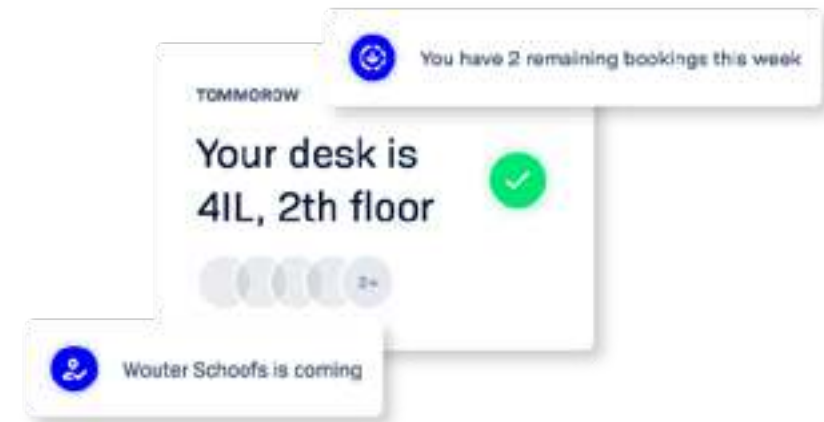 You have 2 remaining bookings this week
TOMMOROW
Your desk is
4IL, 2th floor
2+
Wouter Schoofs is coming